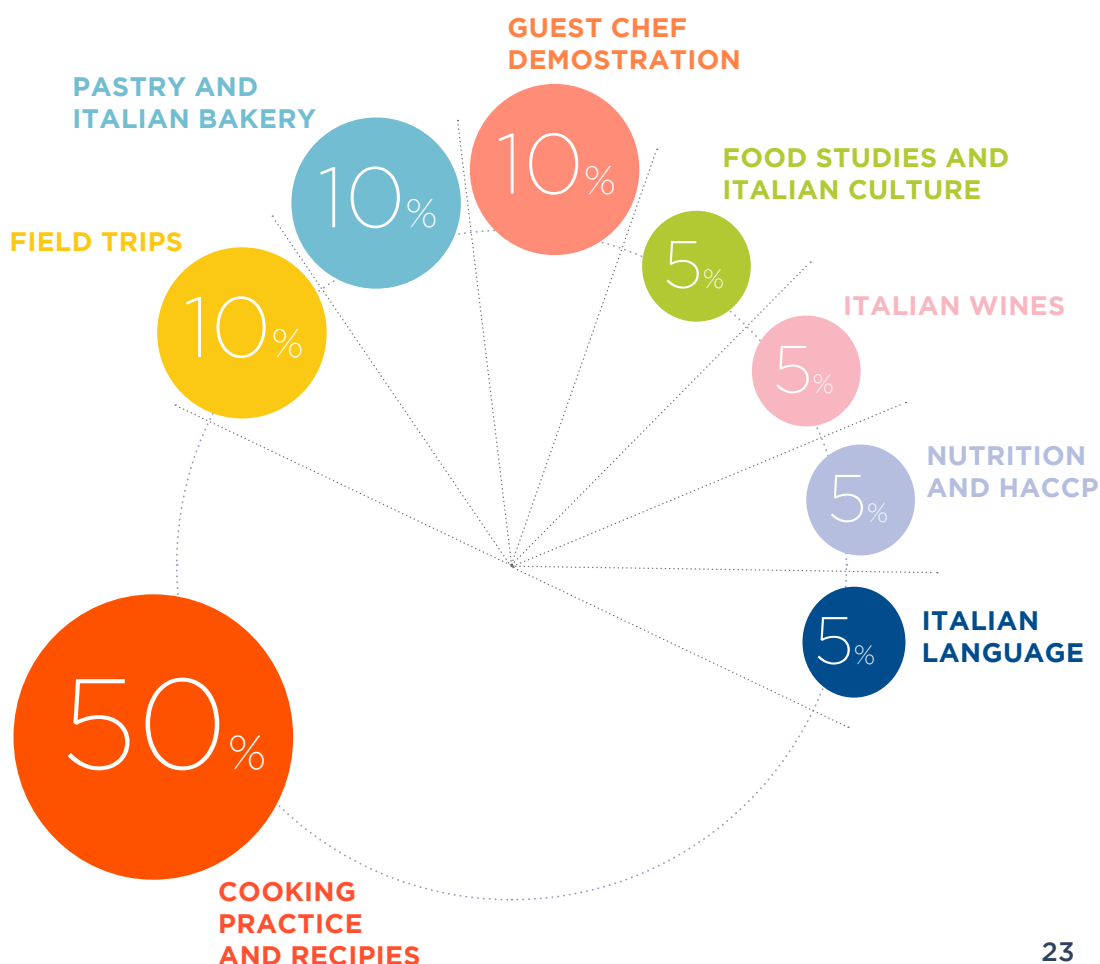 GUEST CHEF
DEMOSTRATION
10%
PASTRY AND
ITALIAN BAKERY
10%
FOOD STUDIES AND
ITALIAN CULTURE
5%
FIELD TRIPS
10%
ITALIAN WINES
5%
NUTRITION
AND HACCP
5%
ITALIAN
LANGUAGE
5%
50%
COOKING
PRACTICE
AND RECIPIES
23